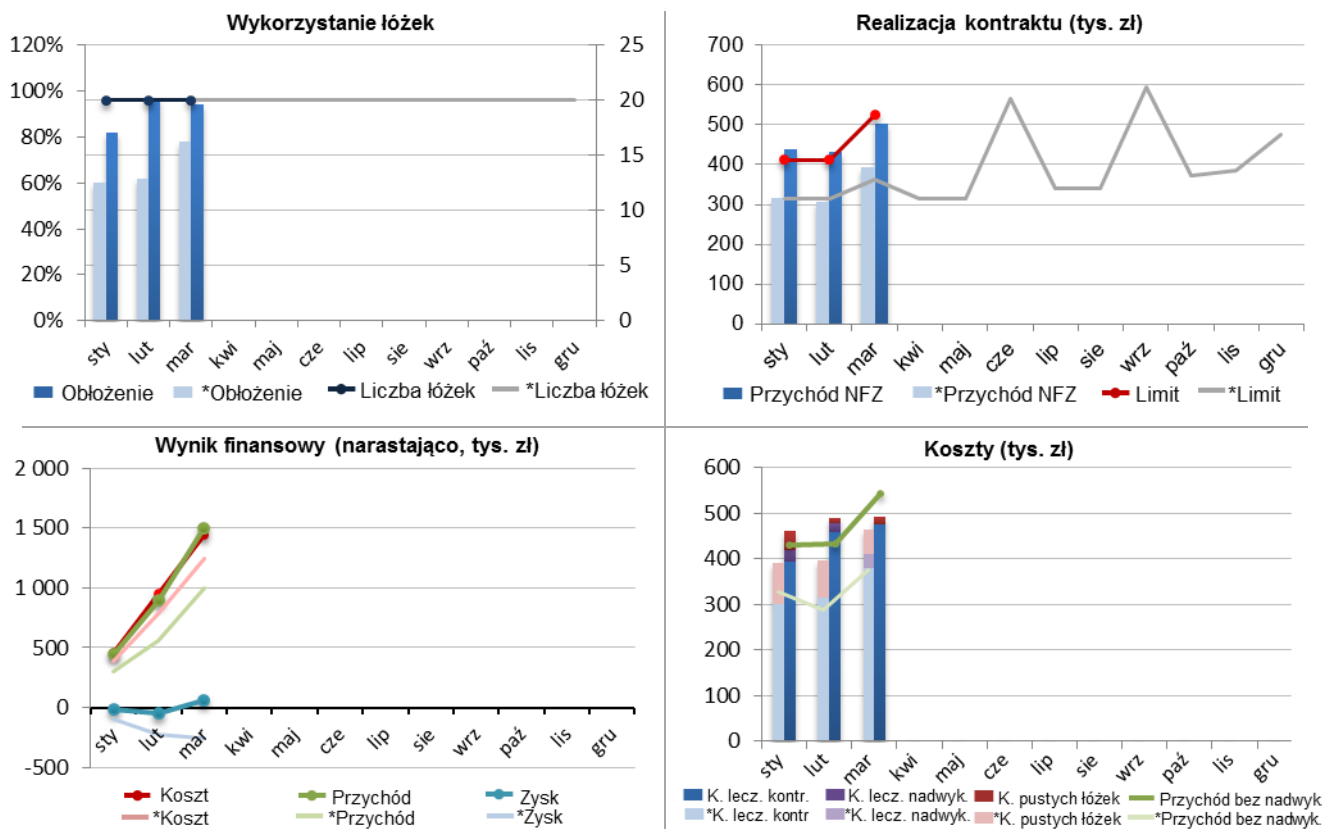 Wykorzystanie łóżek
120%
100%
80%
60%
40%
20%
0%
25
20
15
10
5
0
sty lut mar kwi maj cze lip sie wrz paź lis gru
Obłożenie *Obłożenie Liczba łóżek *Liczba łóżek
Realizacja kontraktu (tys. zł)
700
600
500
400
300
200
100
0
sty lut mar kwi maj cze lip sie wrz paź lis gru
Przychód NFZ *Przychód NFZ Limit *Limit
Wynik finansowy (narastająco, tys. zł)
2 000
1 500
1 000
500
0
-500
sty lut mar kwi maj cze lip sie wrz paź lis gru
Koszt Przychód Zysk
*Koszt *Przychód *Zysk
Koszty (tys. zł)
600
500
400
300
200
100
0
sty lut mar kwi maj cze lip sie wrz paź lis gru
K. lecz. kontr. K. lecz. nadwyk. K. pustych łóżek Przychód bez nadwyk.
*K. lecz. kontr *K. lecz. nadwyk. *K. pustych łóżek *Przychód bez nadwyk.